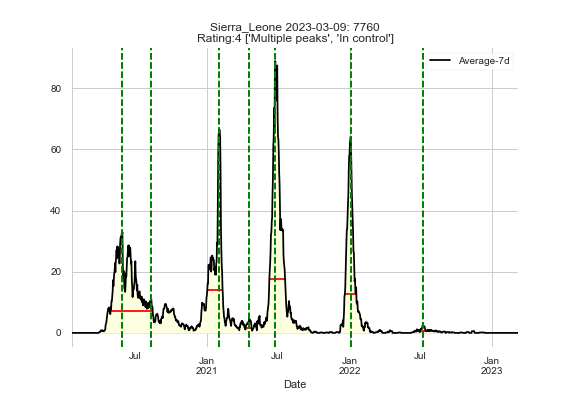 Sierra_Leone 2023-03-09: 7760
Rating:4 ['Multiple peaks', 'In control']
Average-7d
80
60
40
20
0
Jul
Jan
2021
Jul
Jan
2022
Jul
Jan
2023
Date